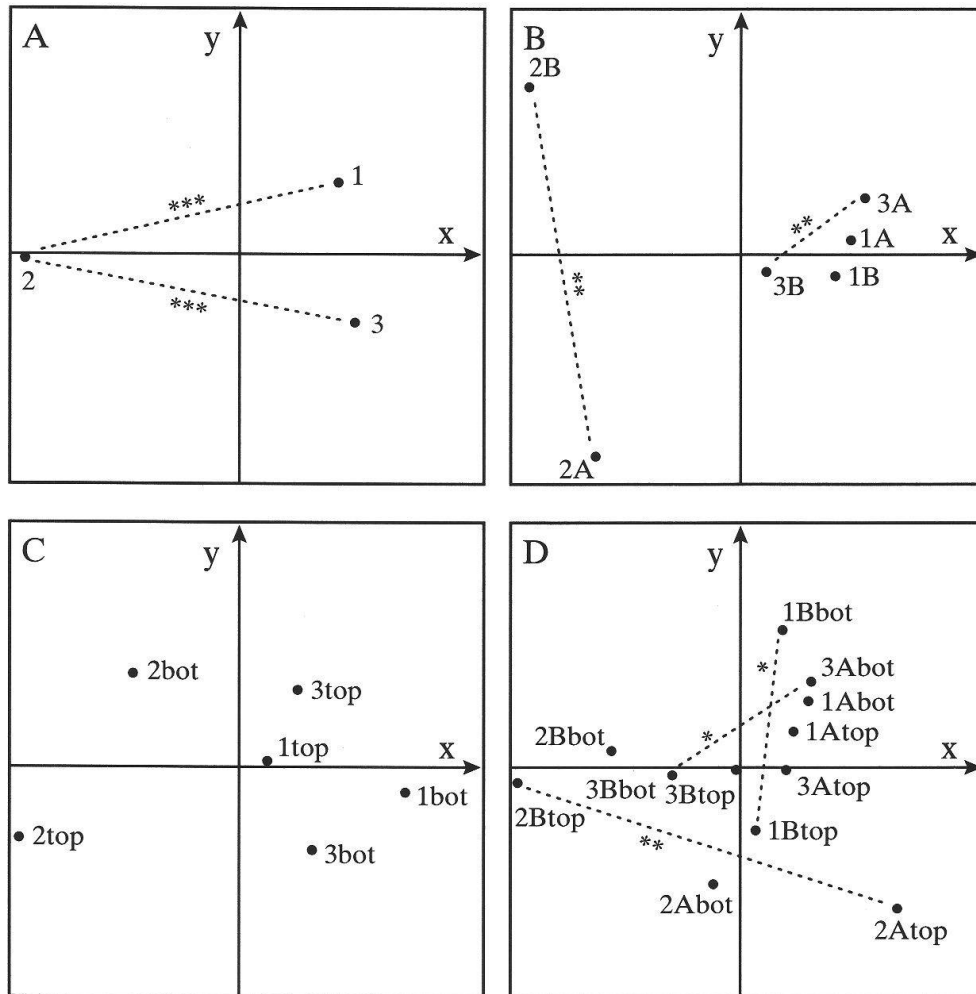 A
y
1
***
x
2
***
3
B
y
2B
3A
**
1A
x
**
3B
1B
2A
C
y
2bot
3top
1top
x
1bot
2top
3bot
D
y
1Bbot
*
3Abot
1Abot
*
1Atop
2Bbot
x
3Bbot
3Btop
3Atop
2Btop
1Btop
**
2Abot
2Atop